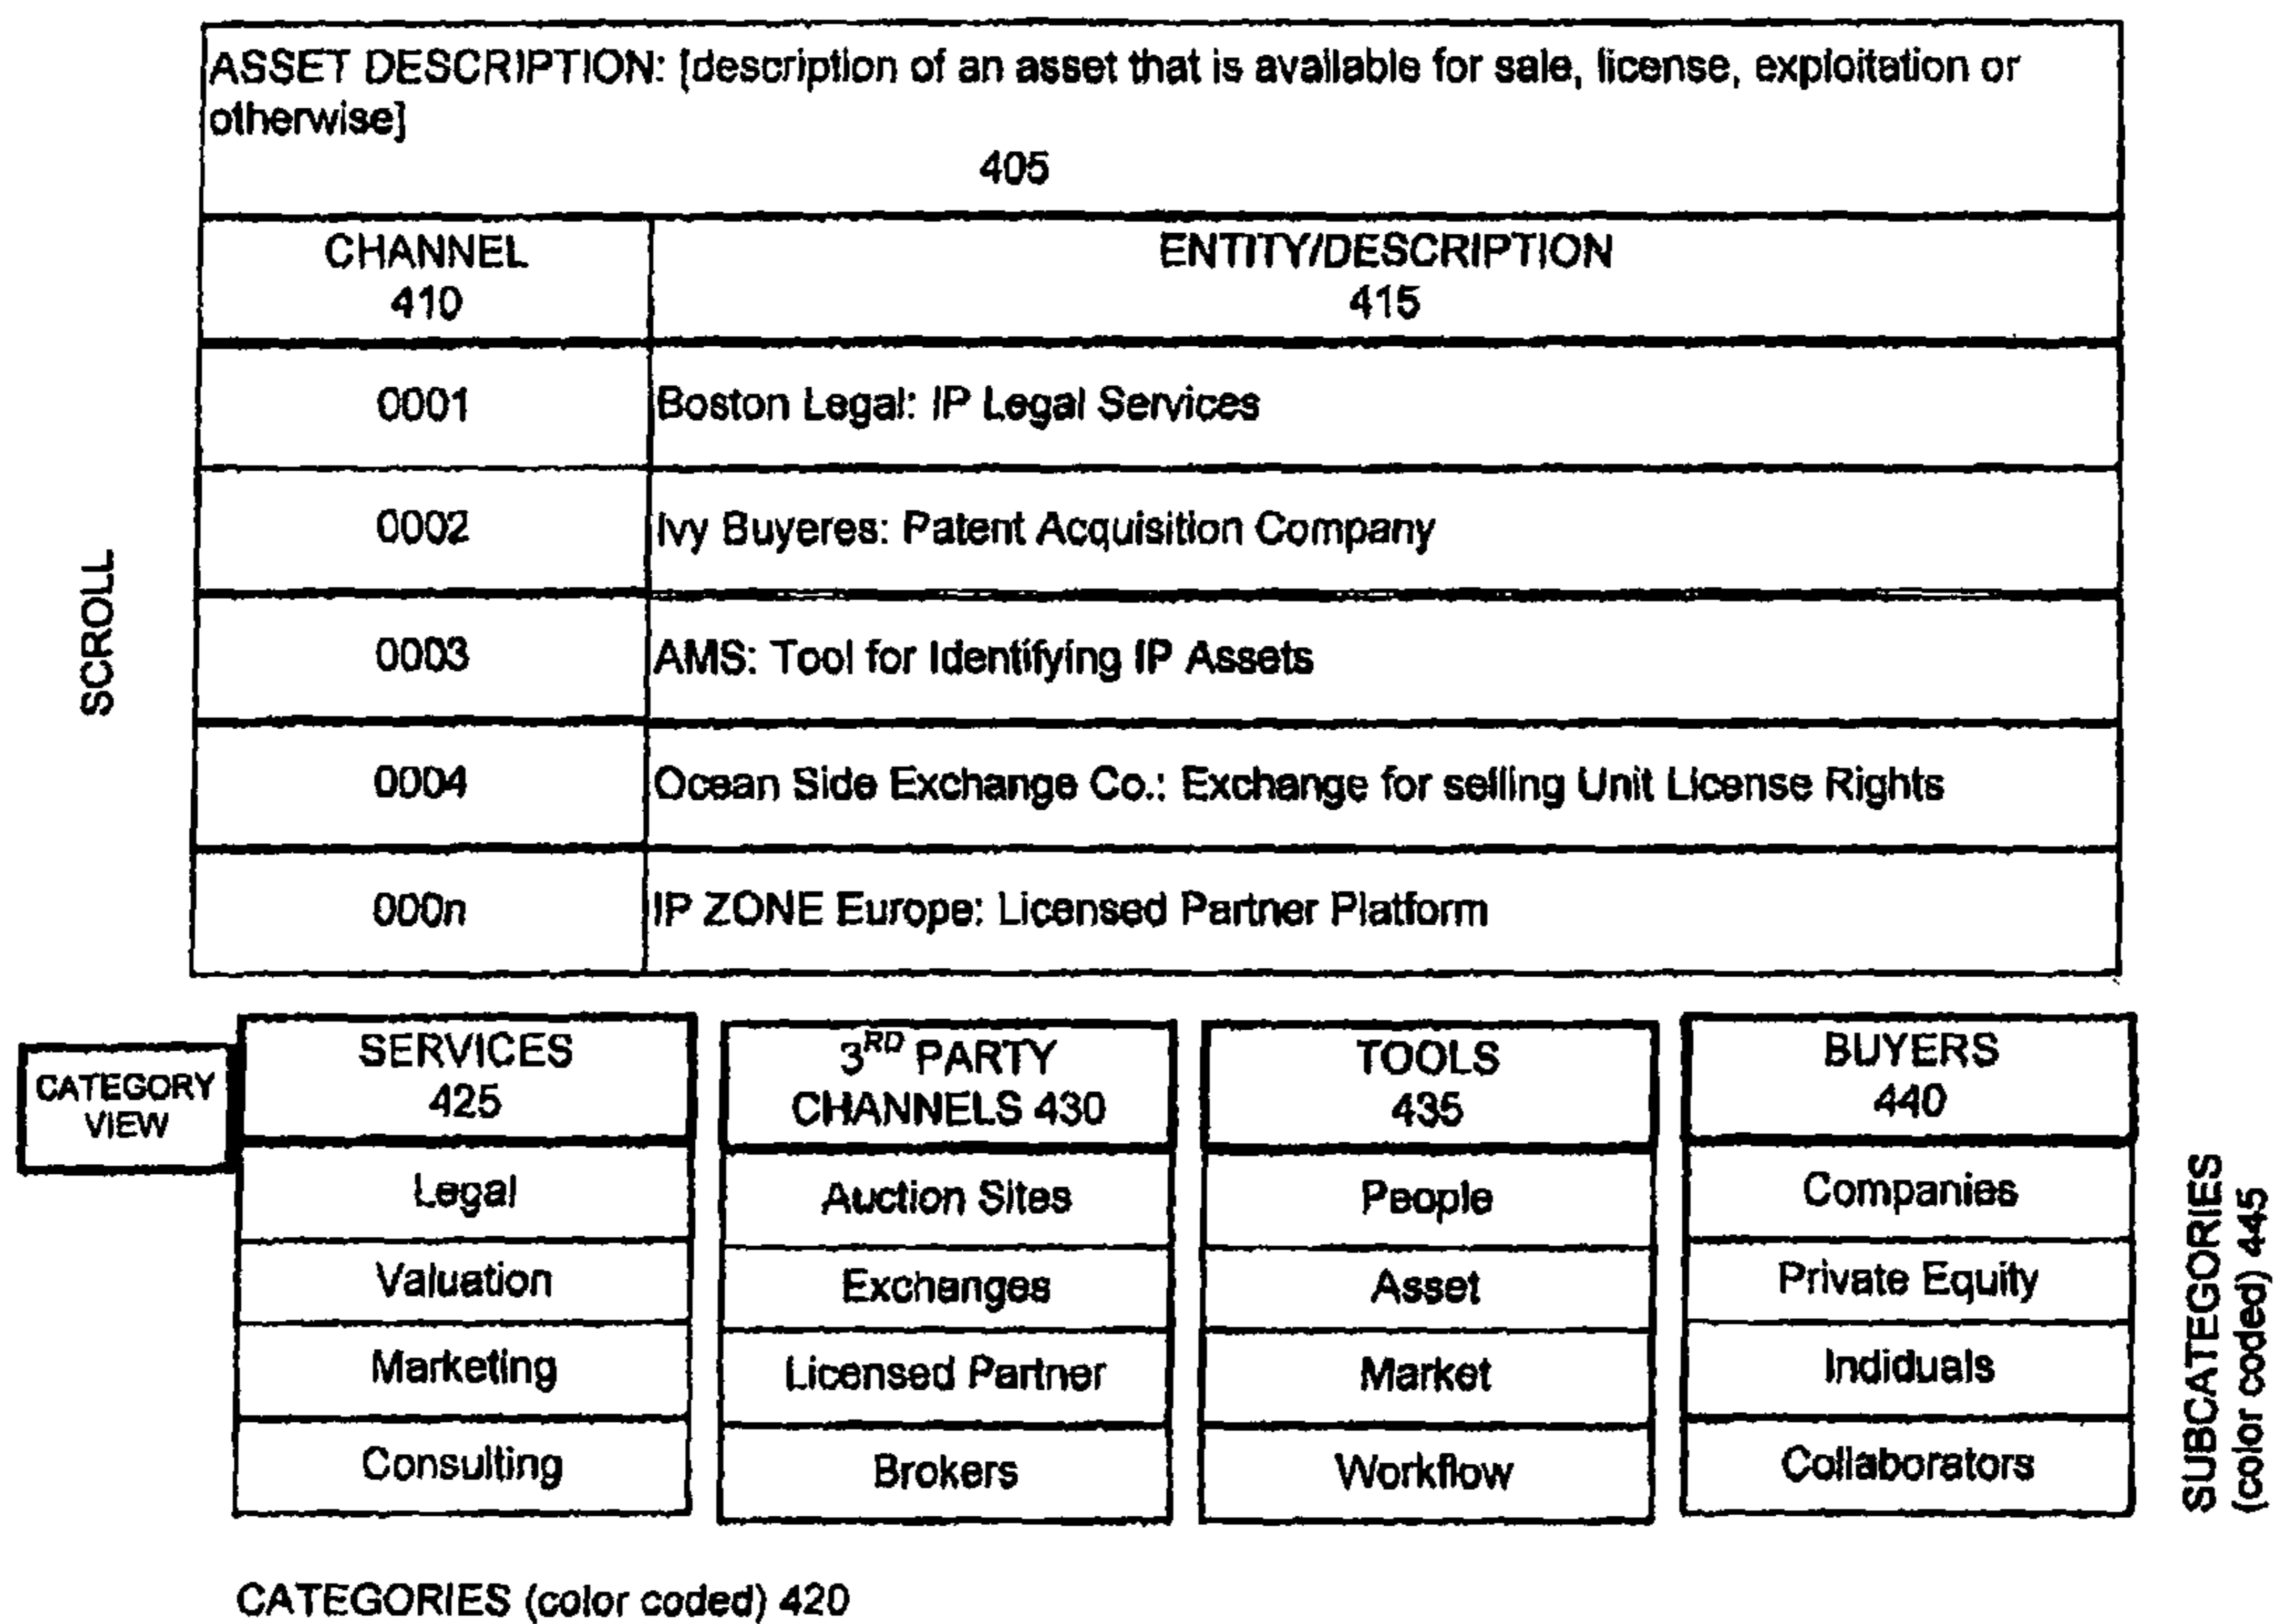 ASSET DESCRIPTION: [description of an asset that is available for sale, license, exploitation or
otherwise]
405
CHANNEL
410
ENTITY/DESCRIPTION
415
0001
Boston Legal: IP Legal Services
0002
Ivy Buyeres: Patent Acquisition Company
0003
AMS: Tool for Identifying IP Assets
0004
Ocean Side Exchange Co.: Exchange for selling Unit License Rights
000n
IP ZONE Europe: Licensed Partner Platform
SCROLL
CATEGORY
VIEW
SERVICES
425
Legal
Valuation
Marketing
Consulting
3RD PARTY
CHANNELS 430
Auction Sites
Exchanges
Licensed Partner
Brokers
TOOLS
435
People
Asset
Market
Workflow
BUYERS
440
Companies
Private Equity
Indiduals
Collaborators
SUBCATEGORIES
(color coded) 445
CATEGORIES (color coded) 420